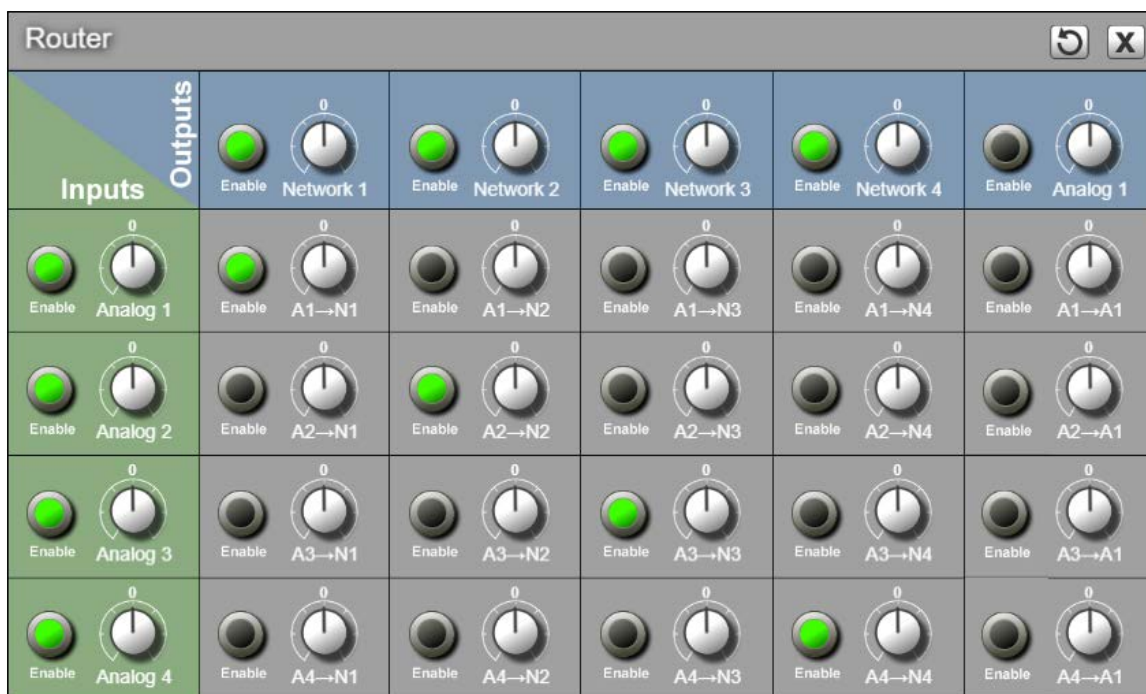 Router
X
Outputs
Inputs
0 0 0 0 0
Enable Network 1 Enable Network 2 Enable Network 3 Enable Network 4 Enable Analog 1
0 0 0 0 0 0
Enable Analog 1 Enable A1→N1 Enable A1→N2 Enable A1→N3 Enable A1→N4 Enable A1→A1
0 0 0 0 0 0
Enable Analog 2 Enable A2→N1 Enable A2→N2 Enable A2→N3 Enable A2→N4 Enable A2→A1
0 0 0 0 0 0
Enable Analog 3 Enable A3→N1 Enable A3→N2 Enable A3→N3 Enable A3→N4 Enable A3→A1
0 0 0 0 0 0
Enable Analog 4 Enable A4→N1 Enable A4→N2 Enable A4→N3 Enable A4→N4 Enable A4→A1